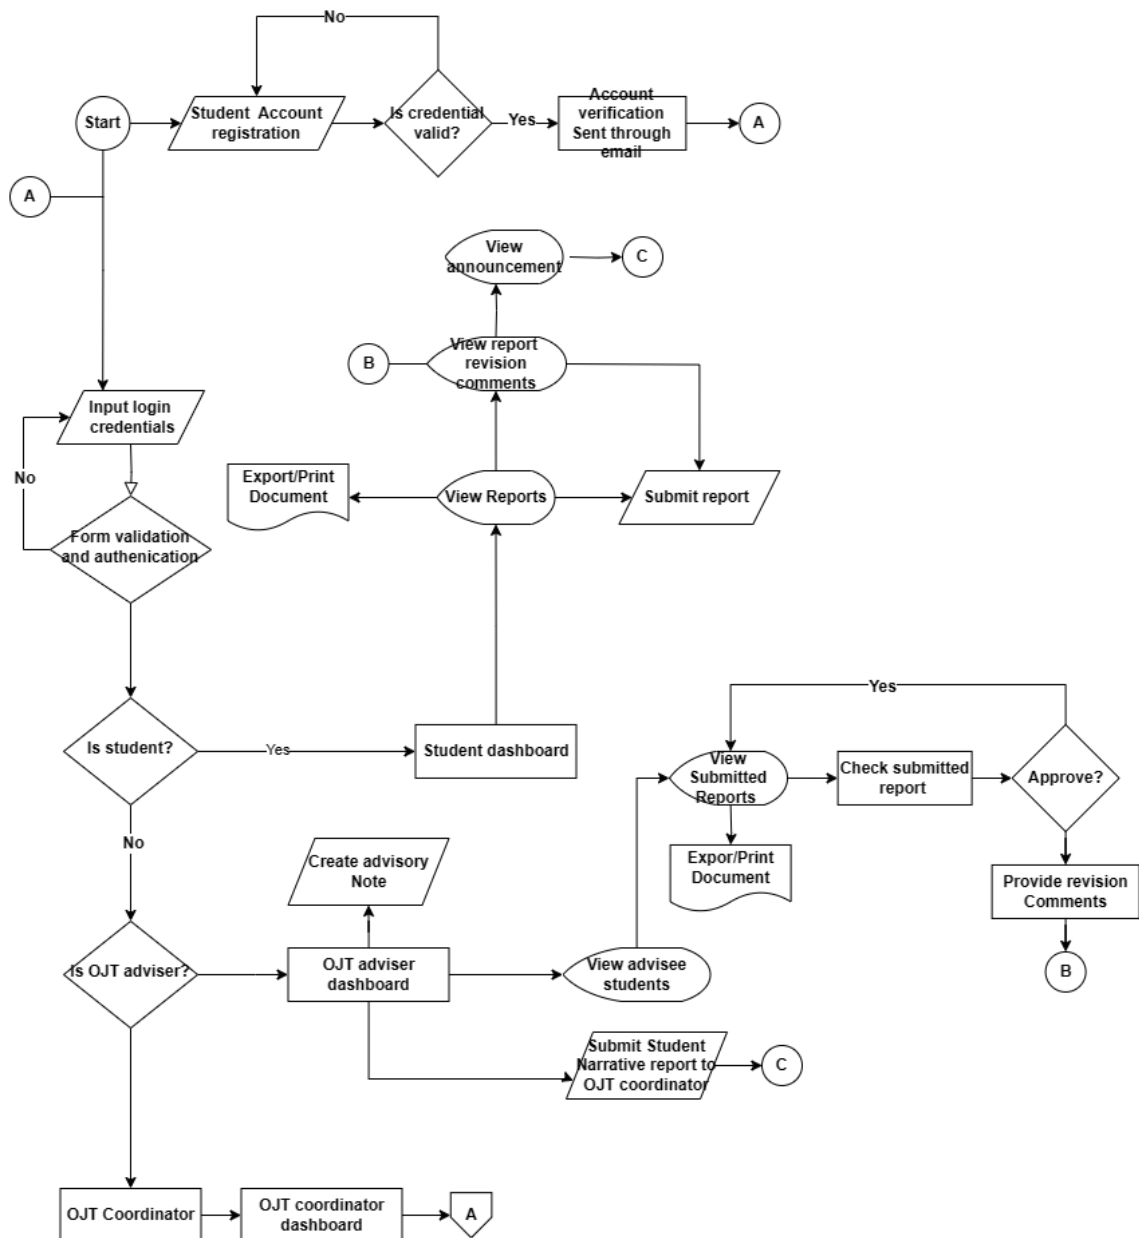 No
Start
Student Account
registration
Is credential
valid?
Yes
Account
verification
Sent through
email
A
A
View
announcement
C
B
View report
revision
comments
Input login
credentials
No
Export/Print
Document
View Reports
Submit report
Form validation
and authenication
Yes
Is student?
Yes
Student dashboard
View
Submitted
Reports
Check submitted
report
Approve?
No
Create advisory
Note
Expor/Print
Document
Provide revision
Comments
Is OJT adviser?
OJT adviser
dashboard
View advisee
students
B
Submit Student
Narrative report to
OJT coordinator
C
OJT Coordinator
OJT coordinator
dashboard
A